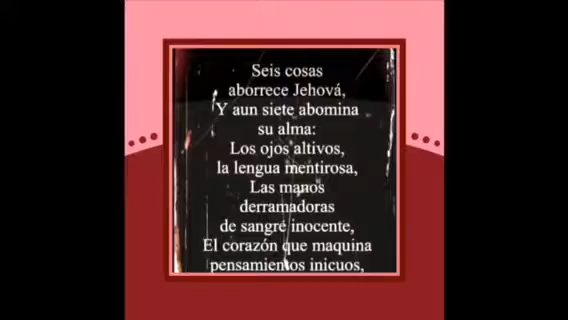 Seis cosas
aborrece Jehová,
Y aun siete abomina
su alma:
Los ojos altivos,
la lengua mentirosa,
Las manos
derramadoras
de sangre inocente,
El corazón que maquina
pensamientos inicuos,